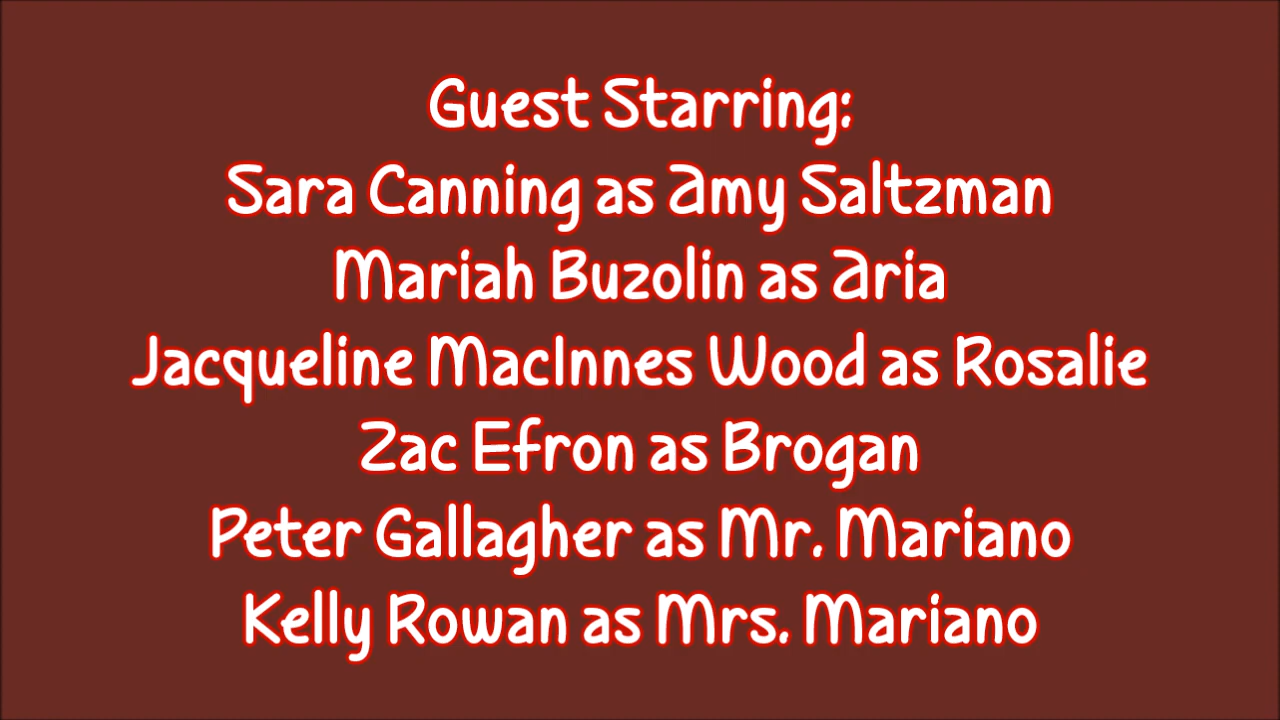 Guest Starring:
Sara Canning as Amy Saltzman
Mariah Buzolin as Aria
Jacqueline MacInnes Wood as Rosalie
Zac Efron as Brogan
Peter Gallagher as Mr. Mariano
Kelly Rowan as Mrs. Mariano